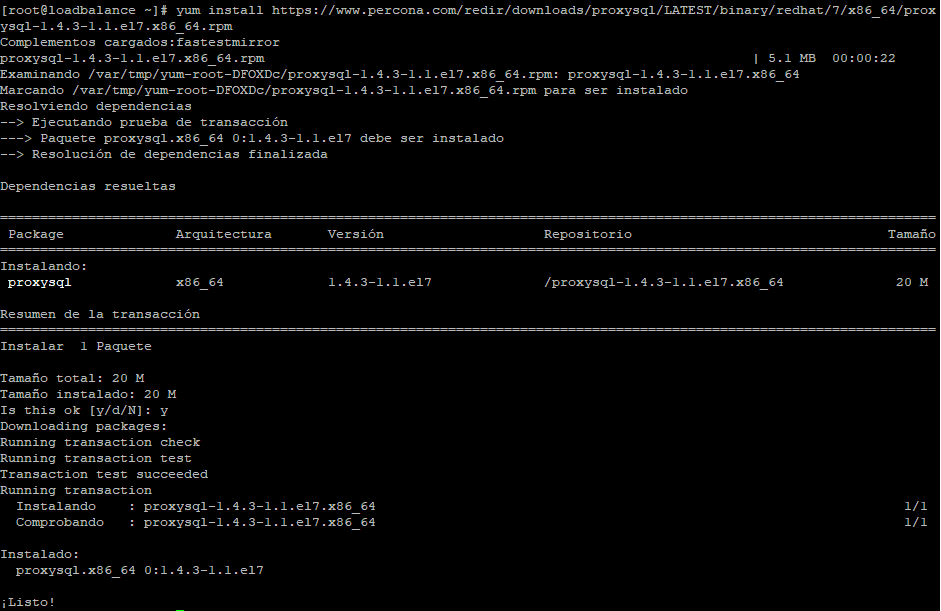 [root@loadbalance ~]# yum install https://www.percona.com/redir/downloads/proxysql/LATEST/binary/redhat/7/x86_64/prox
ysql-1.4.3-1.1.el7.x86_64.rpm
Complementos cargados:fastestmirror
proxysql-1.4.3-1.1.el7.x86_64.rpm | 5.1 MB 00:00:22
Examinando /var/tmp/yum-root-DFOXDc/proxysql-1.4.3-1.1.el7.x86_64.rpm: proxysql-1.4.3-1.1.el7.x86_64
Marcando /var/tmp/yum-root-DFOXDc/proxysql-1.4.3-1.1.el7.x86_64.rpm para ser instalado
Resolviendo dependencias
--> Ejecutando prueba de transacción
---> Paquete proxysql.x86_64 0:1.4.3-1.1.el7 debe ser instalado
--> Resolución de dependencias finalizada
Dependencias resueltas
=====================================================================================================================
Package Arquitectura Versión Repositorio Tamaño
=====================================================================================================================
Instalando:
proxysql x86_64 1.4.3-1.1.el7 /proxysql-1.4.3-1.1.el7.x86_64 20 M
Resumen de la transacción
=====================================================================================================================
Instalar 1 Paquete
Tamaño total: 20 M
Tamaño instalado: 20 M
Is this ok [y/d/N]: y
Downloading packages:
Running transaction check
Running transaction test
Transaction test succeeded
Running transaction
Instalando : proxysql-1.4.3-1.1.el7.x86_64 1/1
Comprobando : proxysql-1.4.3-1.1.el7.x86_64 1/1
Instalado:
proxysql.x86_64 0:1.4.3-1.1.el7
¡Listo!